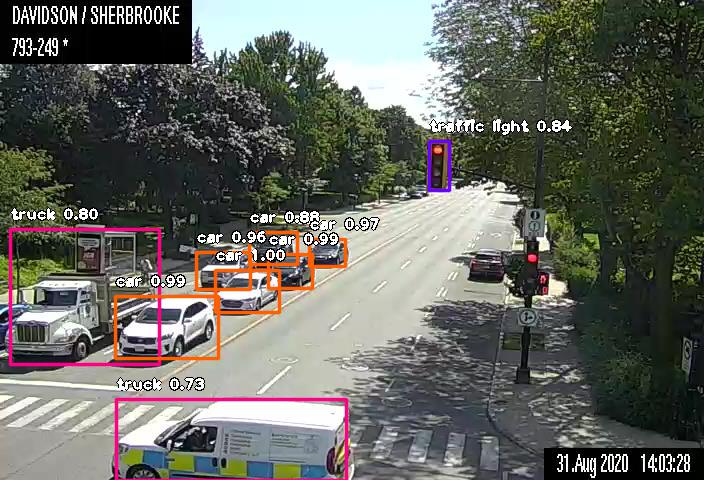 DAVIDSON / SHERBROOKE
793-249 *
traffic light 0.84
truck 0.80
car 0.88
car 0.97
car 0.96
car 0.99
car 1.00
car 0.99
truck 0.73
31.Aug 2020 14:03:28